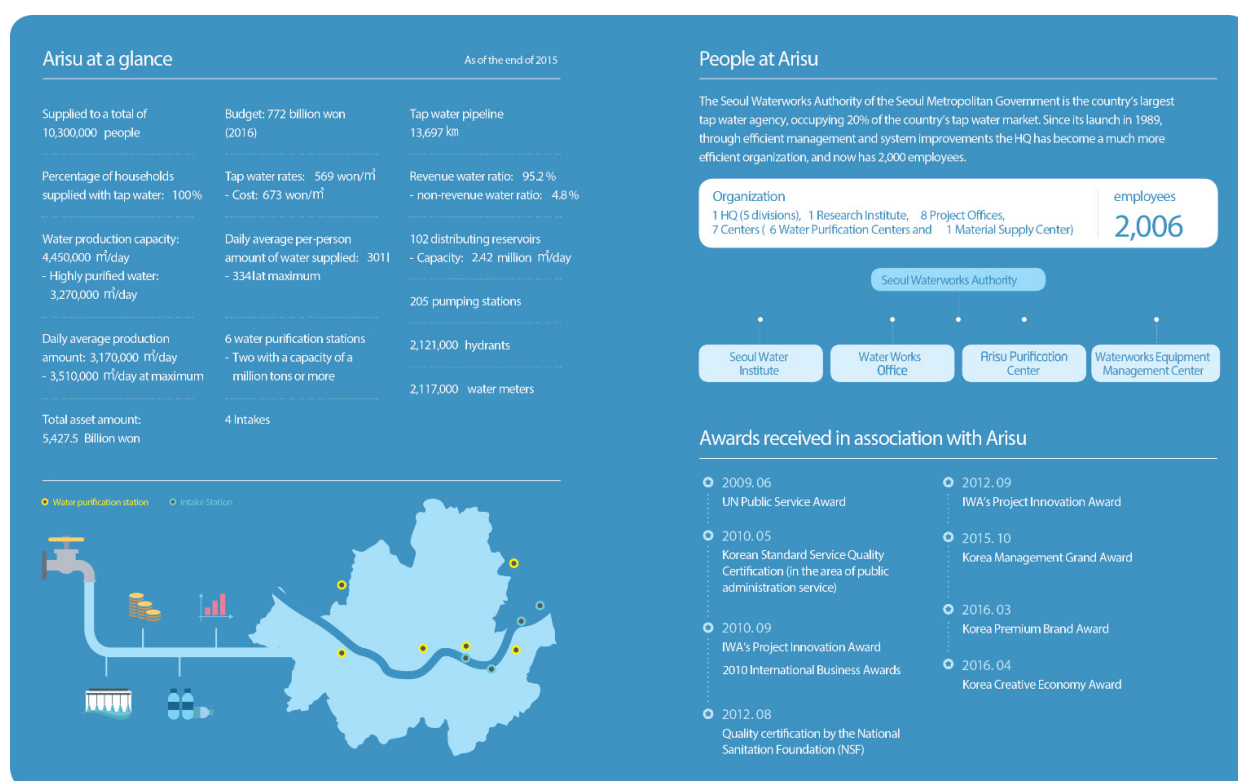 Arisu at a glance
As of the end of 2015
Supplied to a total of
10,300,000 people
Percentage of households
supplied with tap water: 100%
Water production capacity:
4,450,000 ㎥/day
- Highly purified water:
3,270,000 ㎥/day
Daily average production
amount: 3,170,000 ㎥/day
- 3,510,000 ㎥/day at maximum
Total asset amount:
5,427.5 Billion won
Budget: 772 billion won
(2016)
Tap water rates: 569 won/㎥
- Cost: 673 won/㎥
Daily average per-person
amount of water supplied: 301l
- 334lat maximum
6 water purification stations
- Two with a capacity of a
million tons or more
4 Intakes
Tap water pipeline
13,697 ㎞
Revenue water ratio: 95.2%
- non-revenue water ratio: 4.8%
102 distributing reservoirs
- Capacity: 2.42 million ㎥/day
205 pumping stations
2,121,000 hydrants
2,117,000 water meters
Water purification station
Intake Station
People at Arisu
The Seoul Waterworks Authority of the Seoul Metropolitan Government is the country's largest
tap water agency, occupying 20% of the country's tap water market. Since its launch in 1989,
through efficient management and system improvements the HQ has become a much more
efficient organization, and now has 2,000 employees.
Organization
1 HQ (5 divisions), 1 Research Institute, 8 Project Offices,
7 Centers ( 6 Water Purification Centers and 1 Material Supply Center)
employees
2,006
Seoul Waterworks Authority
Seoul Water
Institute
Water Works
Office
Arisu Purification
Center
Waterworks Equipment
Management Center
Awards received in association with Arisu
2009. 06
UN Public Service Award
2010. 05
Korean Standard Service Quality
Certification (in the area of public
administration service)
2010. 09
IWA's Project Innovation Award
2010 International Business Awards
2012. 08
Quality certification by the National
Sanitation Foundation (NSF)
2012. 09
IWA's Project Innovation Award
2015. 10
Korea Management Grand Award
2016. 03
Korea Premium Brand Award
2016. 04
Korea Creative Economy Award